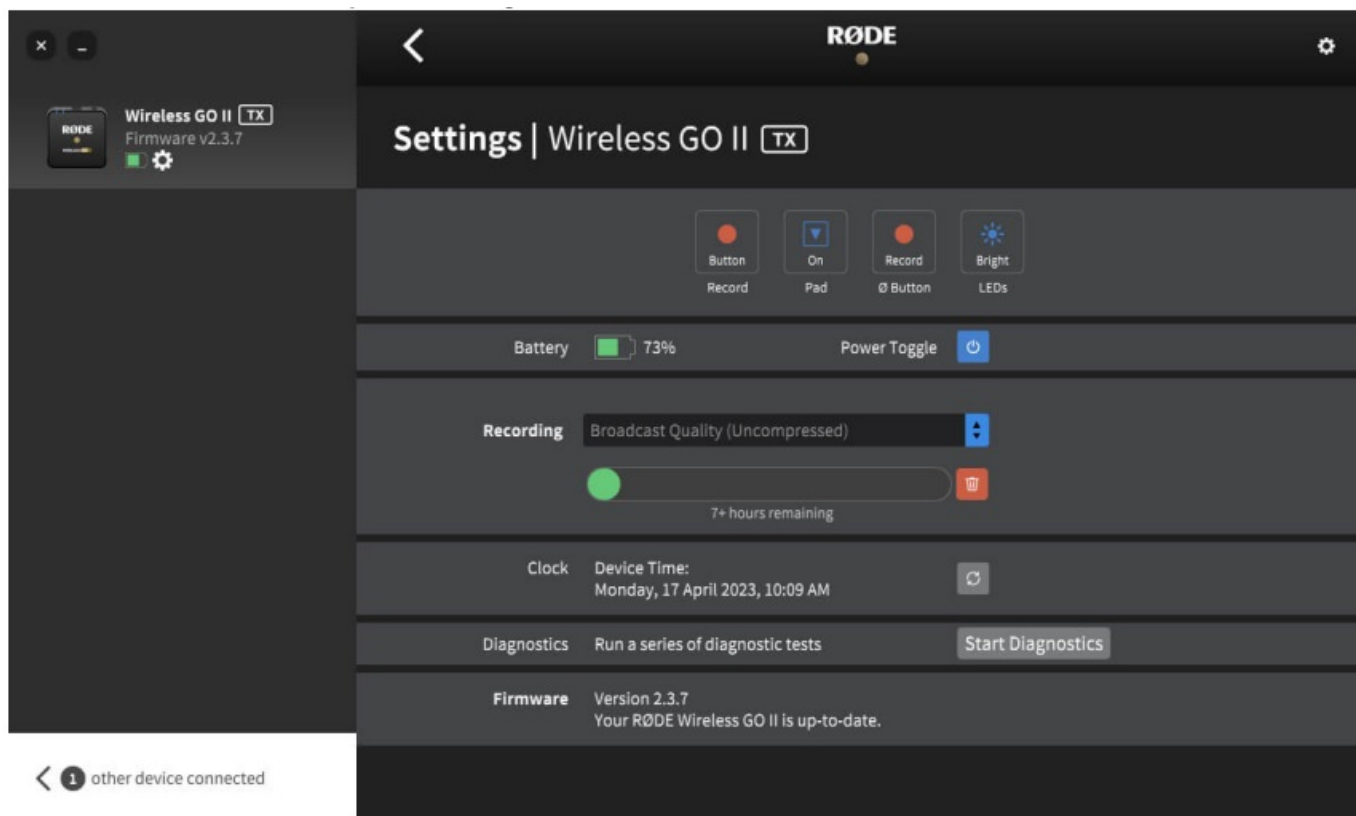 RØDE
Wireless GO II TX
Firmware v2.3.7
RØDE
Settings | Wireless GO II TX
Button
On
Record
Bright
Record
Pad
Ø Button
LEDs
Battery
73%
Power Toggle
Recording
Broadcast Quality (Uncompressed)
7+ hours remaining
Clock
Device Time:
Monday, 17 April 2023, 10:09 AM
Diagnostics
Run a series of diagnostic tests
Start Diagnostics
Firmware
Version 2.3.7
Your RØDE Wireless GO II is up-to-date.
1 other device connected